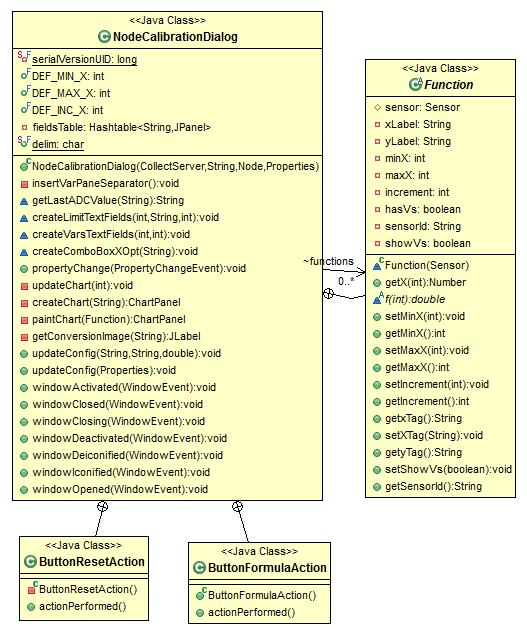 <<Java Class>>
NodeCalibrationDialog
serialVersionUID: long
DEF_MIN_X: int
DEF_MAX_X: int
DEF_INC_X: int
fieldsTable: Hashtable<String,JPanel>
delim: char
NodeCalibrationDialog(CollectServer,String,Node,Properties)
insertVarPaneSeparator():void
getLastADCValue(String):String
createLimitTextFields(int,String,int):void
createVarsTextFields(int,int):void
createComboBoxXOpt(String):void
propertyChange(PropertyChangeEvent):void
updateChart(int):void
createChart(String):ChartPanel
paintChart(Function):ChartPanel
getConversionImage(String):JLabel
updateConfig(String,String,double):void
updateConfig(Properties):void
windowActivated(WindowEvent):void
windowClosed(WindowEvent):void
windowClosing(WindowEvent):void
windowDeactivated(WindowEvent):void
windowDeiconified(WindowEvent):void
windowIconified(WindowEvent):void
windowOpened(WindowEvent):void
~functions
0..*
<<Java Class>>
Function
sensor: Sensor
xLabel: String
yLabel: String
minX: int
maxX: int
increment: int
hasVs: boolean
sensorId: String
showVs: boolean
Function(Sensor)
getX(int):Number
f(int):double
setMinX(int):void
getMinX():int
setMaxX(int):void
getMaxX():int
setIncrement(int):void
getIncrement():int
getxTag():String
setXTag(String):void
getyTag():String
setShowVs(boolean):void
getSensorId():String
<<Java Class>>
ButtonResetAction
ButtonResetAction()
actionPerformed()
<<Java Class>>
ButtonFormulaAction
ButtonFormulaAction()
actionPerformed()